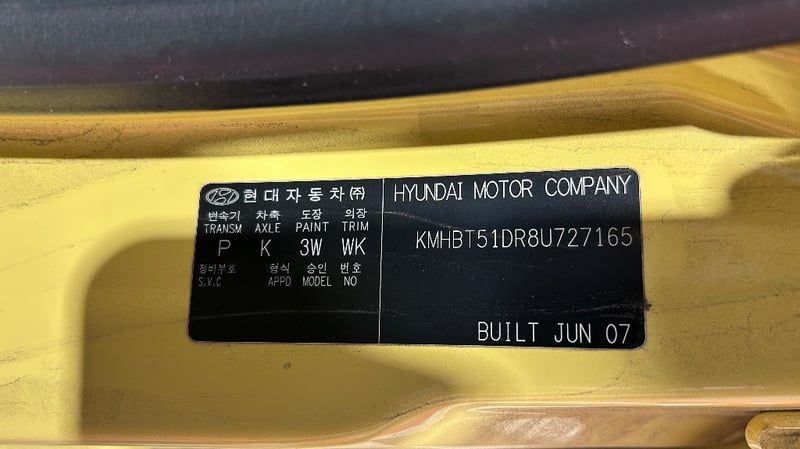 현대자동차㈜
변속기 차축 도장 의장
TRANSM AXLE PAINT TRIM
P K 3W WK
정비부호 형식 승인 번호
S.V.C APPD MODEL NO
HYUNDAI MOTOR COMPANY
KMHBT51DR8U727165
BUILT JUN 07